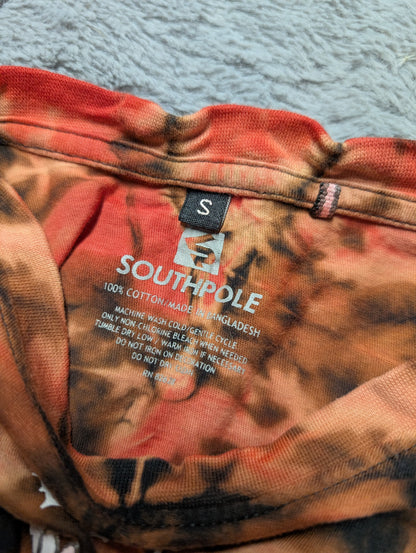 S
SOUTHPOLE
100% COTTON/MADE IN BANGLADESH
MACHINE WASH COLD/GENTLE CYCLE
ONLY NON-CHLORINE BLEACH WHEN NEEDED
TUMBLE DRY LOW, WARM IRON IF NECESSARY
DO NOT IRON ON DECORATION
DO NOT DRY CLEAN
RN